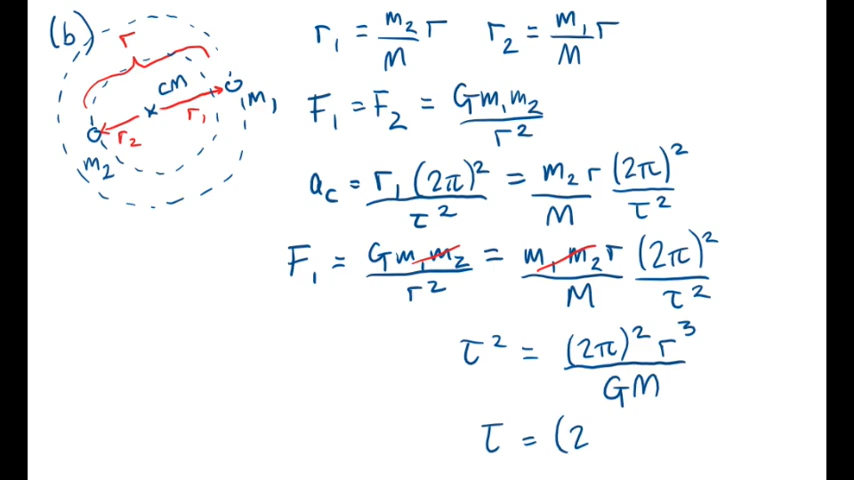 (b)
r
CM
m₁
r₁
r₂
m₂
r₁ = m₂/M r r₂ = m₁/M r
F₁ = F₂ = Gm₁m₂/r²
a_c = r₁(2π)²/τ² = m₂r/M (2π)²/τ²
F₁ = Gm₁m₂/r² = m₁m₂r/M (2π)²/τ²
τ² = (2π)²r³/GM
τ = (2